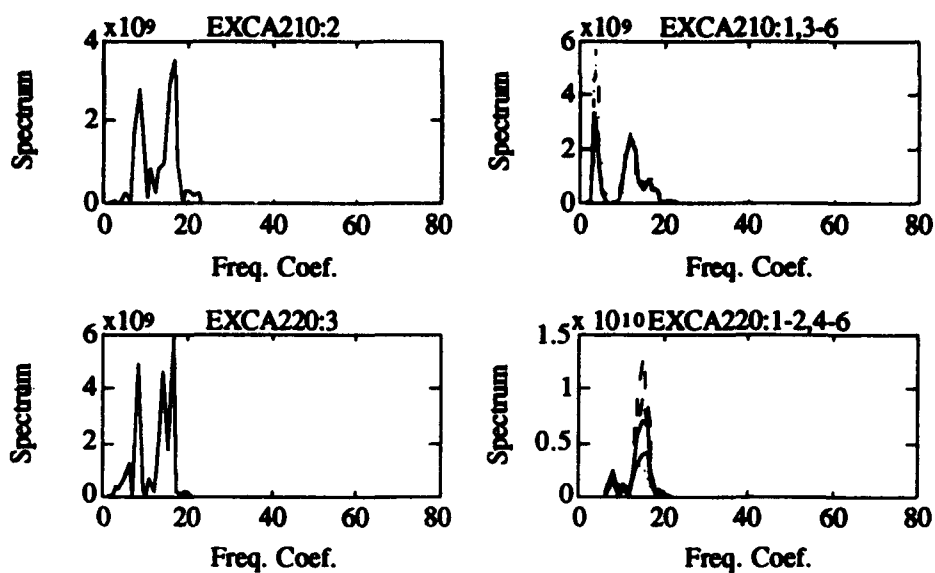 x109 EXCA210:2
4
2
0
Spectrum
0 20 40 60 80
Freq. Coef.
x109 EXCA210:1,3-6
6
4
2
0
Spectrum
0 20 40 60 80
Freq. Coef.
x109 EXCA220:3
6
4
2
0
Spectrum
0 20 40 60 80
Freq. Coef.
x 1010 EXCA220:1-2,4-6
1.5
1
0.5
0
Spectrum
0 20 40 60 80
Freq. Coef.